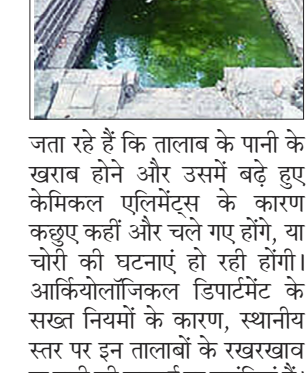 जता रहे हैं कि तालाब के पानी के
खराब होने और उसमें बढ़े हुए
केमिकल एलिमेंट्स के कारण
कछुए कहीं और चले गए होंगे, या
चोरी की घटनाएं हो रही होंगी।
आर्कियोलॉजिकल डिपार्टमेंट के
सख्त नियमों के कारण, स्थानीय
स्तर पर इन तालाबों के रखरखाव